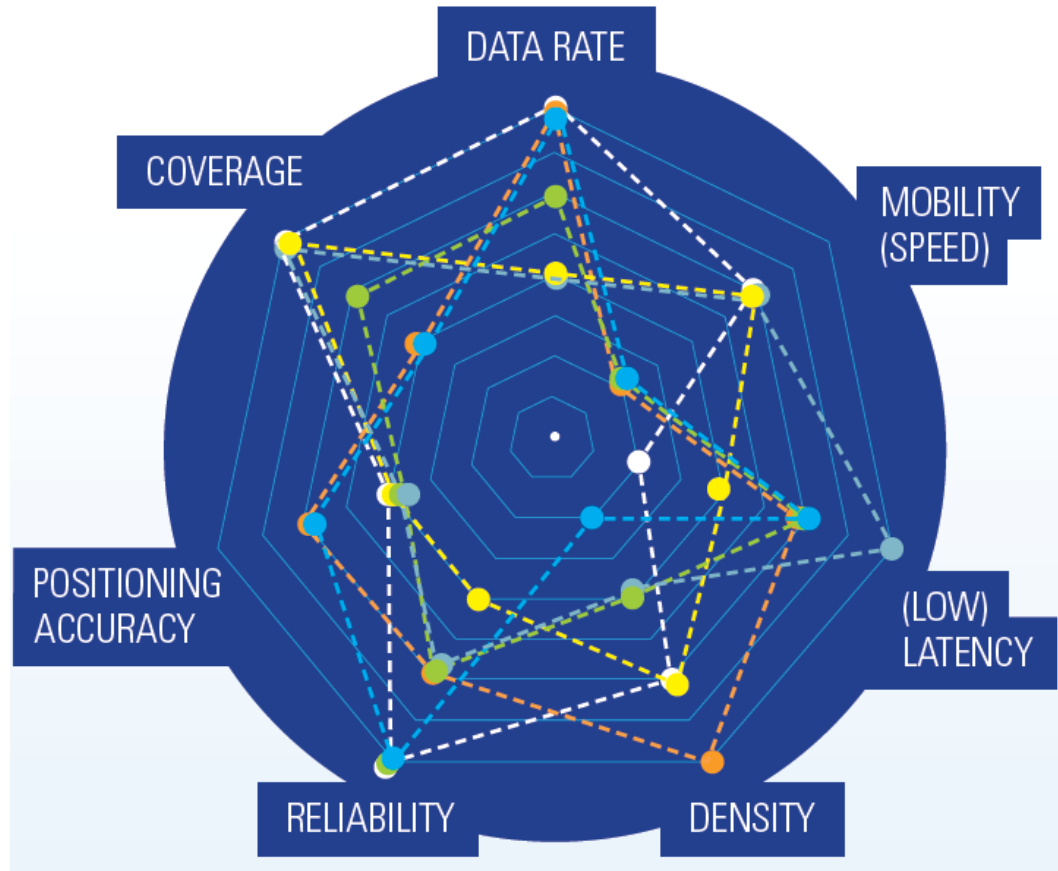 DATA RATE
COVERAGE
MOBILITY
(SPEED)
POSITIONING
ACCURACY
(LOW)
LATENCY
RELIABILITY
DENSITY